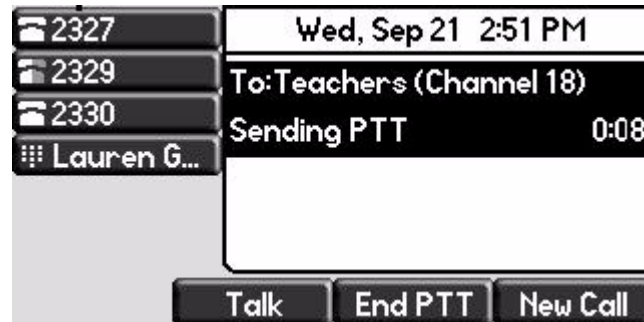 2327
2329
2330
Lauren G...
Wed, Sep 21 2:51 PM
To:Teachers (Channel 18)
Sending PTT 0:08
Talk
End PTT
New Call